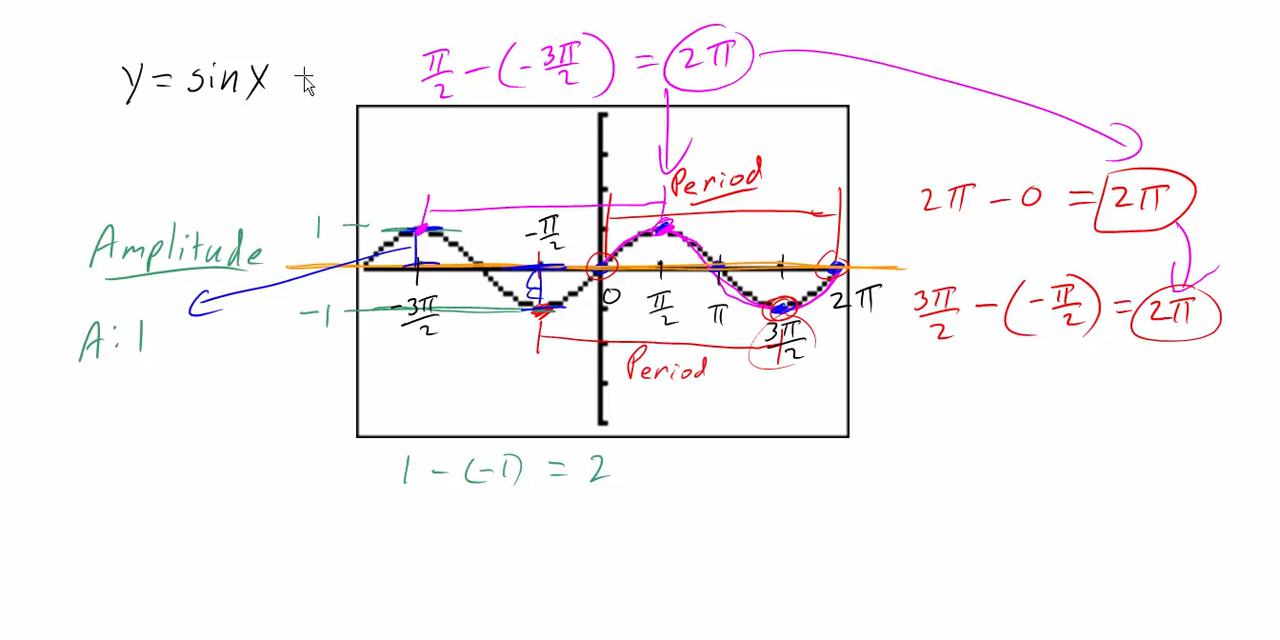 y = sin x
π/2 - (-3π/2) = 2π
Period
2π - 0 = 2π
Amplitude
1
-π/2
-1
-3π/2
0
π/2
π
3π/2
2π
3π/2 - (-π/2) = 2π
A: 1
Period
1 - (-1) = 2